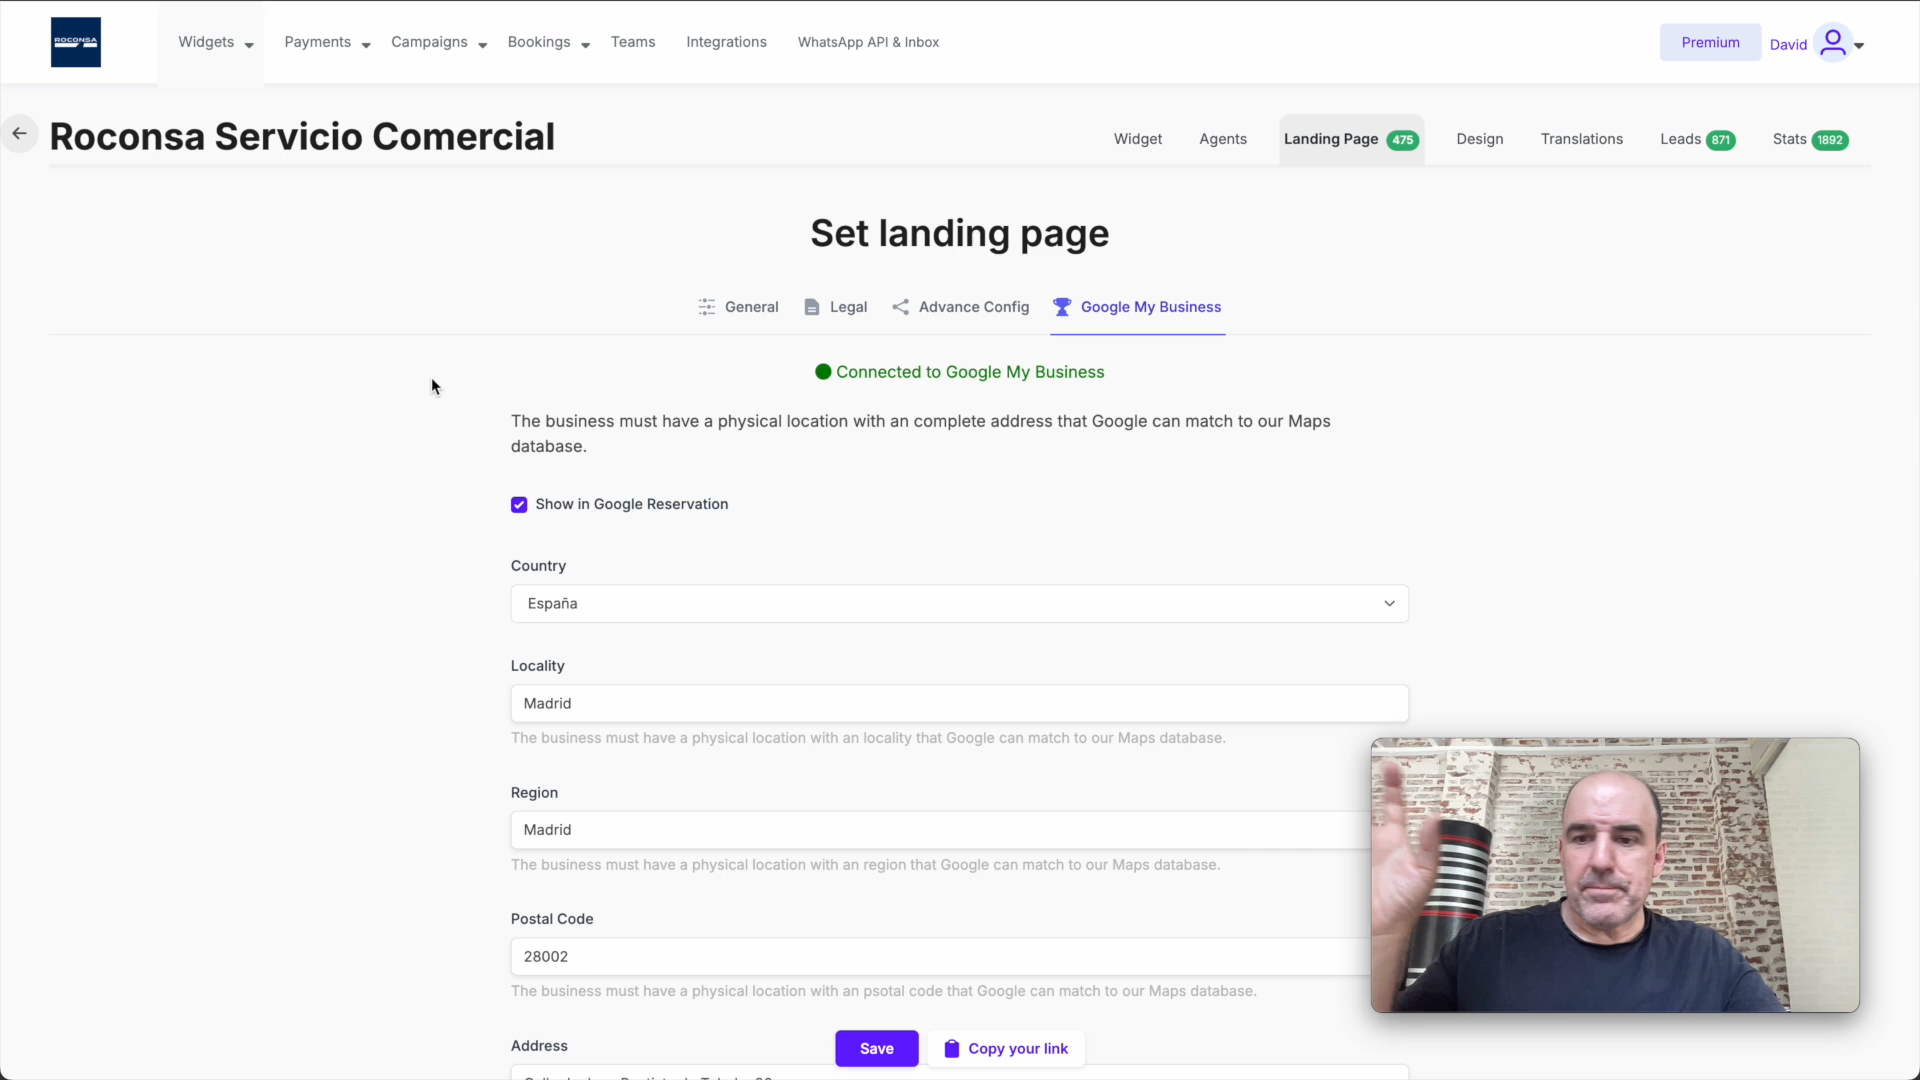 ROCONSA
Widgets
Payments
Campaigns
Bookings
Teams
Integrations
WhatsApp API & Inbox
Premium
David
Roconsa Servicio Comercial
Widget
Agents
Landing Page 475
Design
Translations
Leads 871
Stats 1892
Set landing page
General
Legal
Advance Config
Google My Business
Connected to Google My Business
The business must have a physical location with an complete address that Google can match to our Maps
database.
Show in Google Reservation
Country
España
Locality
Madrid
The business must have a physical location with an locality that Google can match to our Maps database.
Region
Madrid
The business must have a physical location with an region that Google can match to our Maps database.
Postal Code
28002
The business must have a physical location with an psotal code that Google can match to our Maps database.
Address
Save
Copy your link